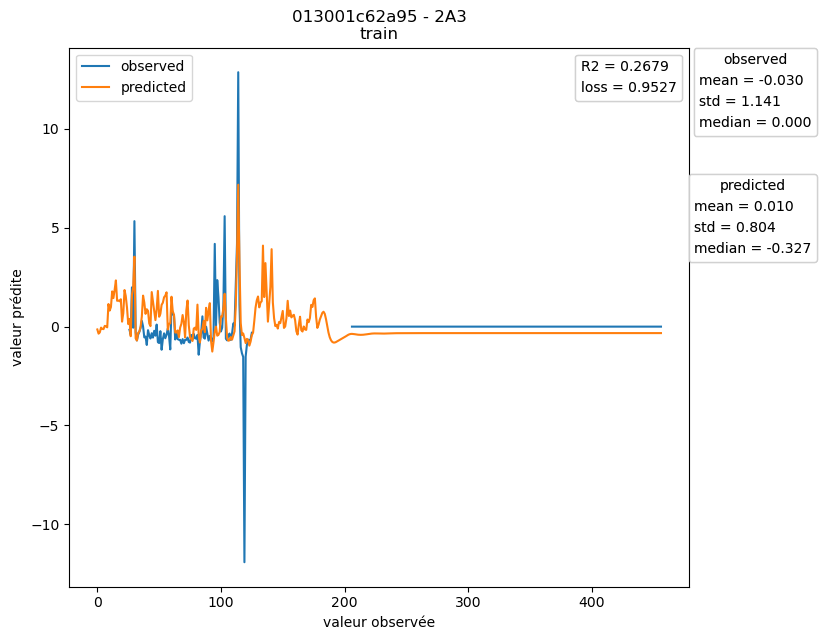 013001c62a95 - 2A3
train
observed
predicted
R2 = 0.2679
loss = 0.9527
observed
mean = -0.030
std = 1.141
median = 0.000
predicted
mean = 0.010
std = 0.804
median = -0.327
valeur prédite
10
5
0
−5
−10
0
100
200
300
400
valeur observée